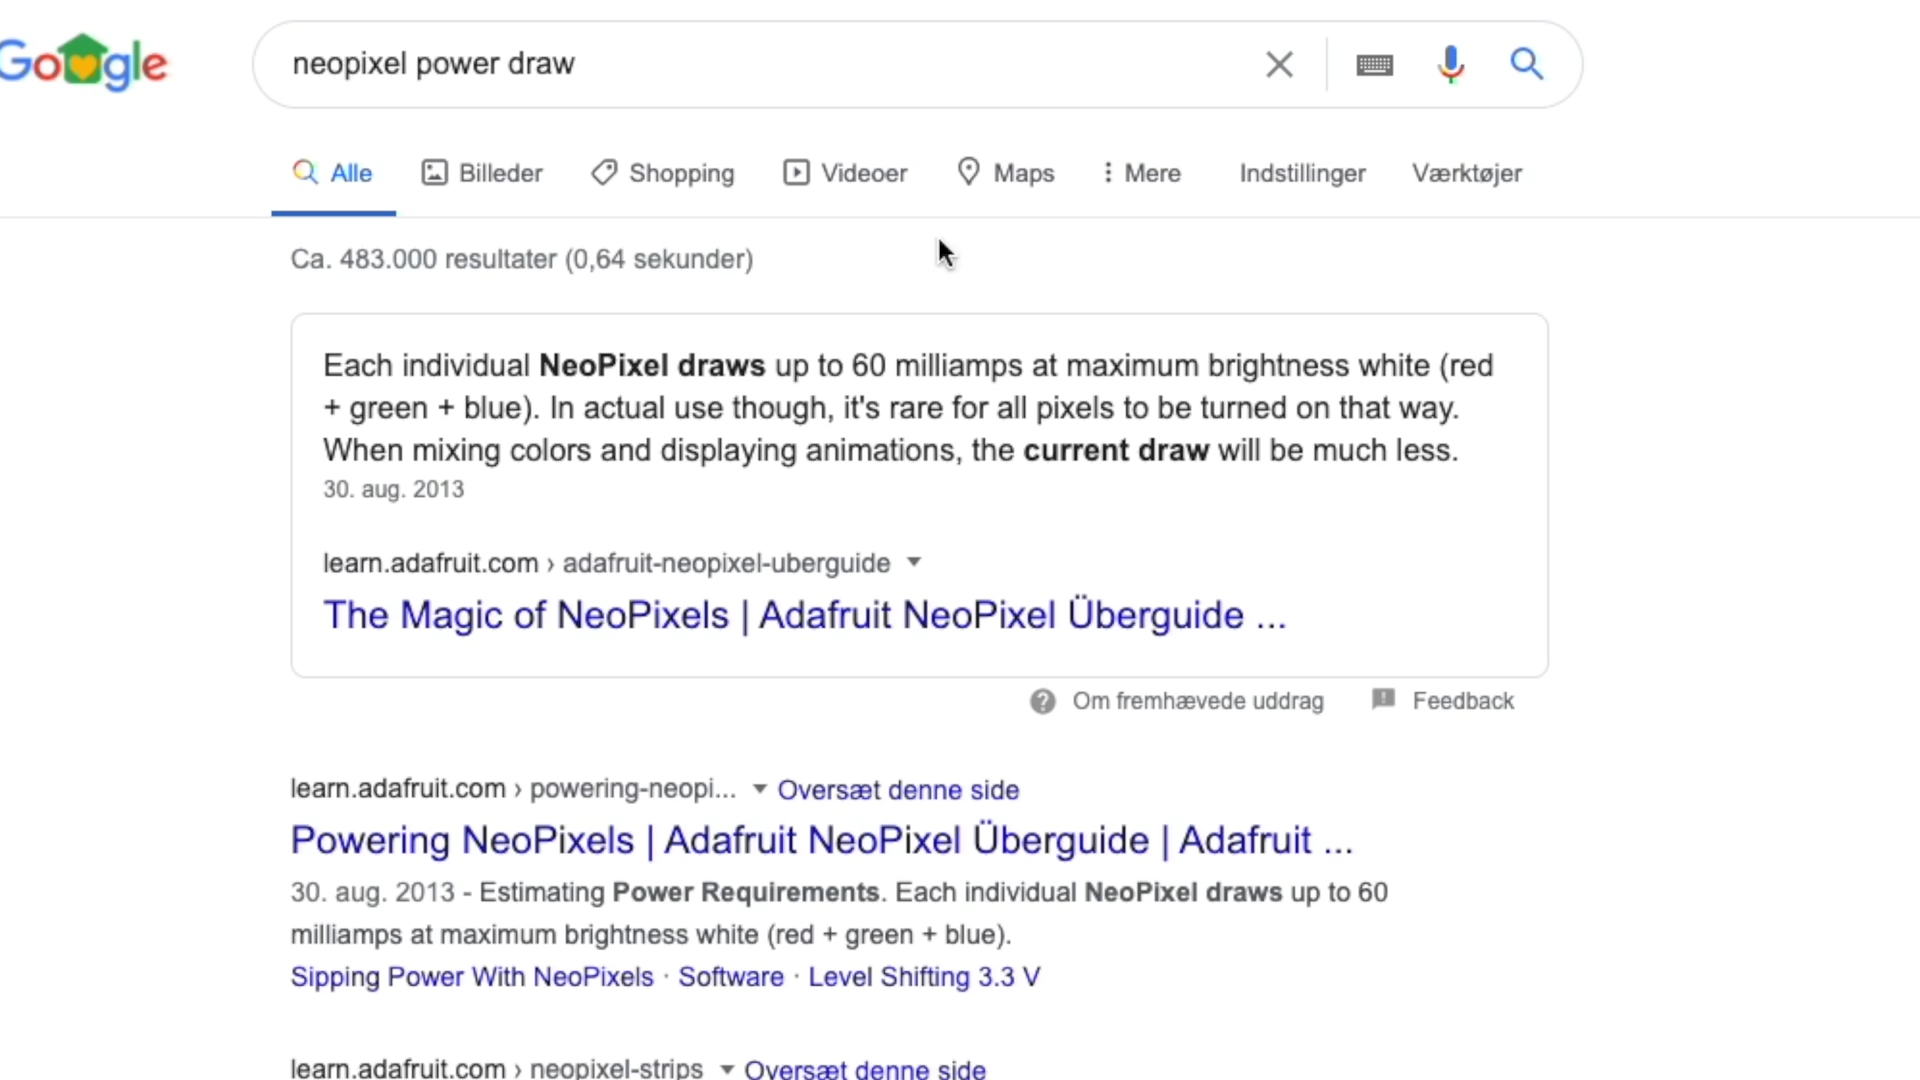 Google
neopixel power draw
Alle Billeder Shopping Videoer Maps Mere Indstillinger Værktøjer
Ca. 483.000 resultater (0,64 sekunder)
Each individual NeoPixel draws up to 60 milliamps at maximum brightness white (red
+ green + blue). In actual use though, it's rare for all pixels to be turned on that way.
When mixing colors and displaying animations, the current draw will be much less.
30. aug. 2013
learn.adafruit.com › adafruit-neopixel-uberguide
The Magic of NeoPixels | Adafruit NeoPixel Überguide ...
Om fremhævede uddrag Feedback
learn.adafruit.com › powering-neopi... Oversæt denne side
Powering NeoPixels | Adafruit NeoPixel Überguide | Adafruit ...
30. aug. 2013 - Estimating Power Requirements. Each individual NeoPixel draws up to 60
milliamps at maximum brightness white (red + green + blue).
Sipping Power With NeoPixels · Software · Level Shifting 3.3 V
learn.adafruit.com › neopixel-strips Oversæt denne side